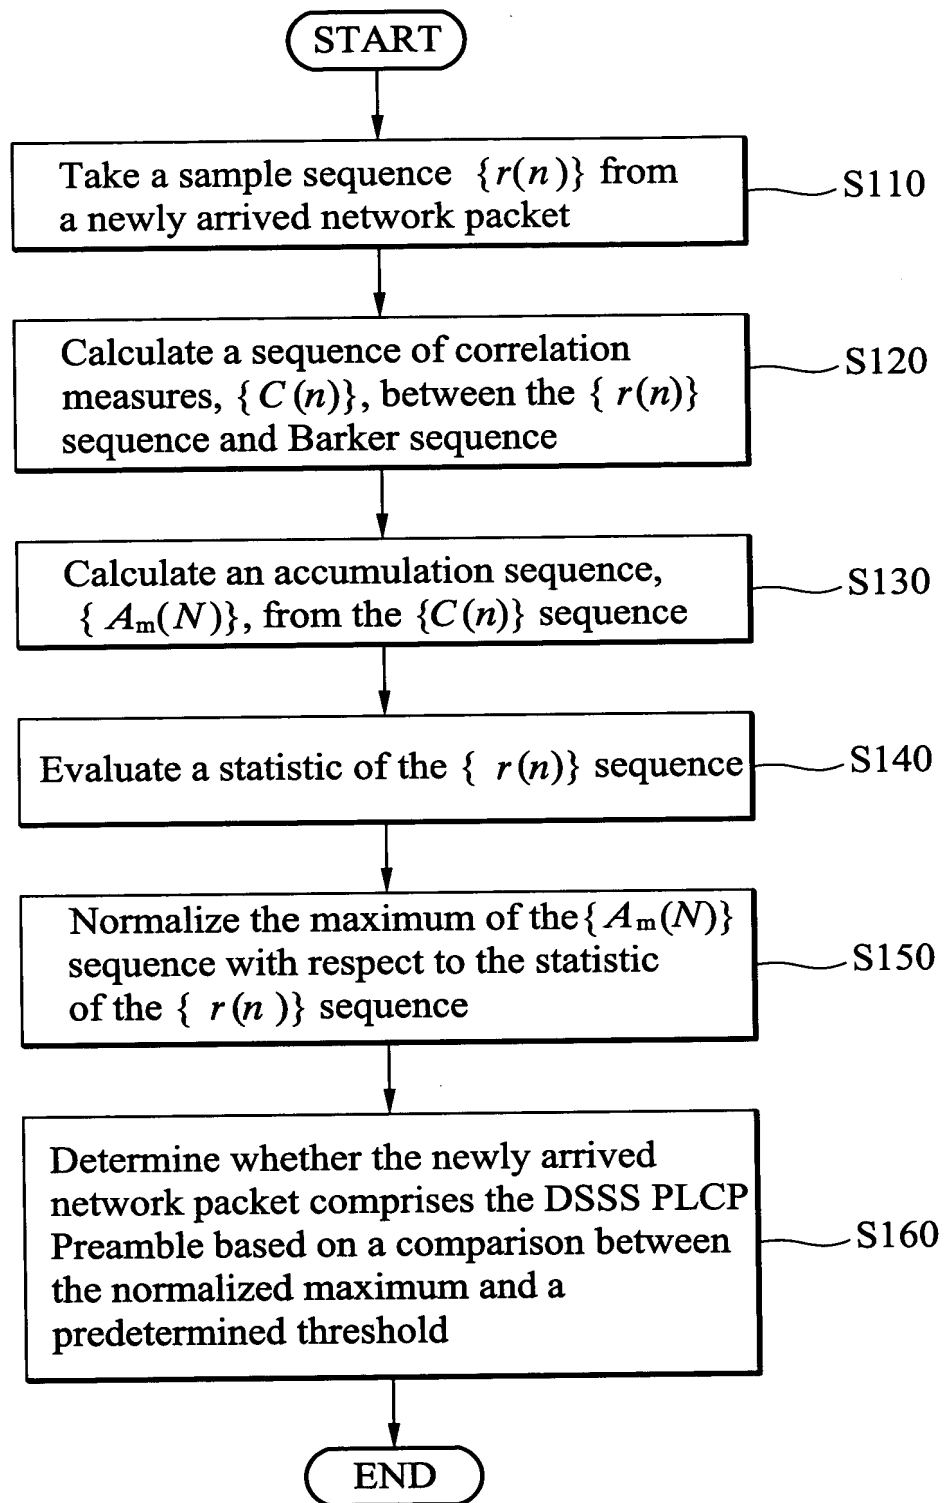 START
Take a sample sequence {r(n)} from
a newly arrived network packet
S110
Calculate a sequence of correlation
measures, {C(n)}, between the { r(n)}
sequence and Barker sequence
S120
Calculate an accumulation sequence,
{ Aₘ(N)}, from the {C(n)} sequence
S130
Evaluate a statistic of the { r(n)} sequence
S140
Normalize the maximum of the{Aₘ(N)}
sequence with respect to the statistic
of the { r(n )} sequence
S150
Determine whether the newly arrived
network packet comprises the DSSS PLCP
Preamble based on a comparison between
the normalized maximum and a
predetermined threshold
S160
END